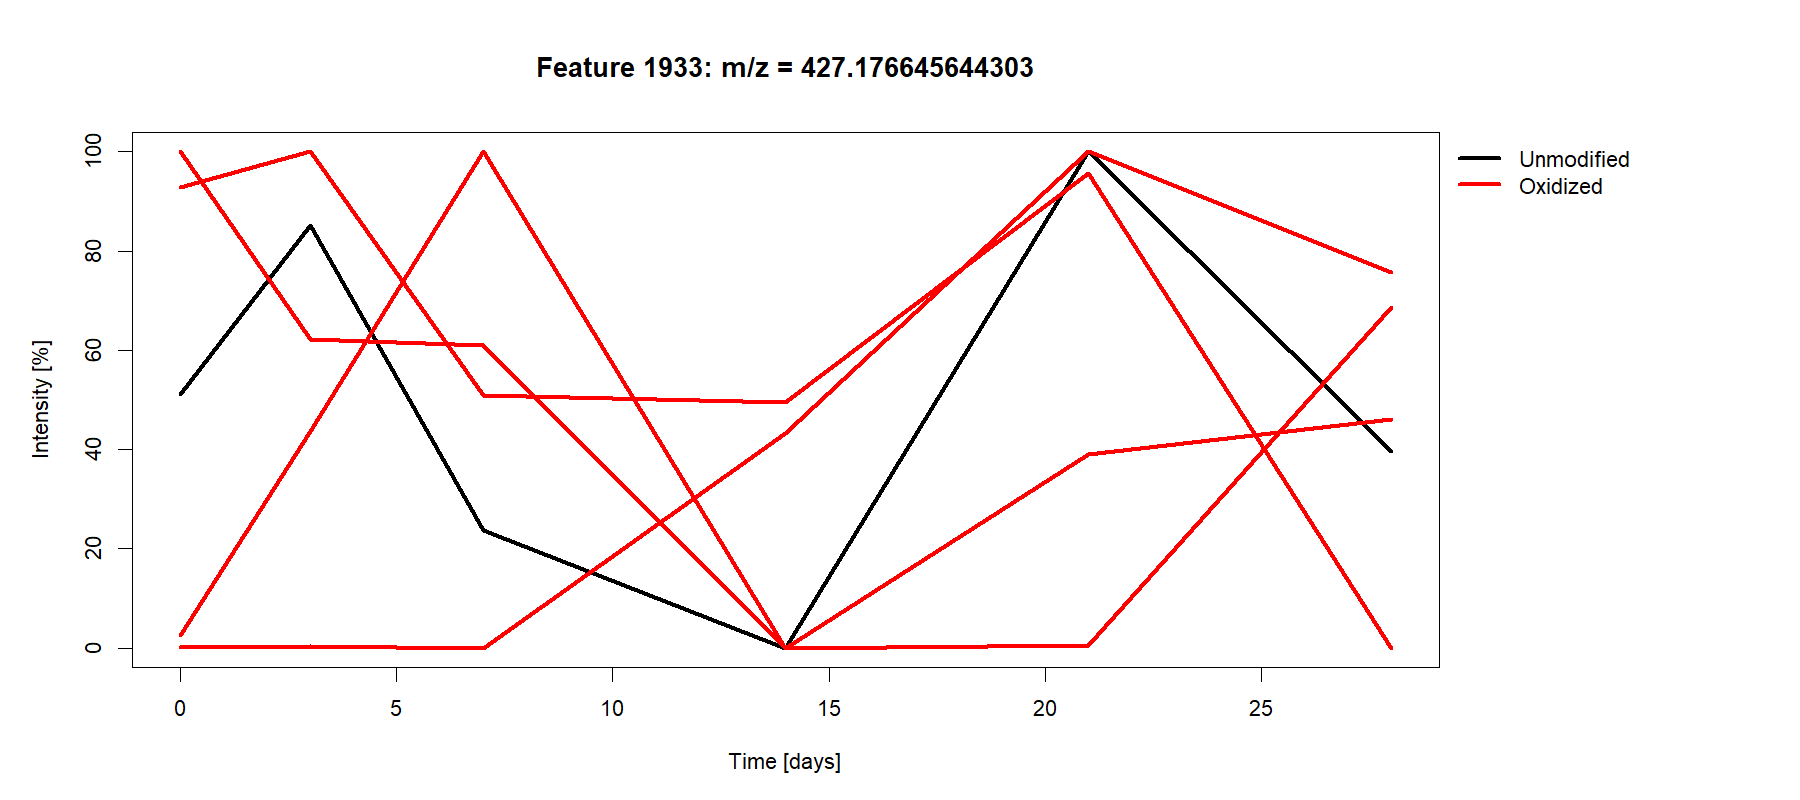 Feature 1933: m/z = 427.176645644303
Unmodified
Oxidized
Intensity [%]
100
80
60
40
20
0
0 5 10 15 20 25
Time [days]